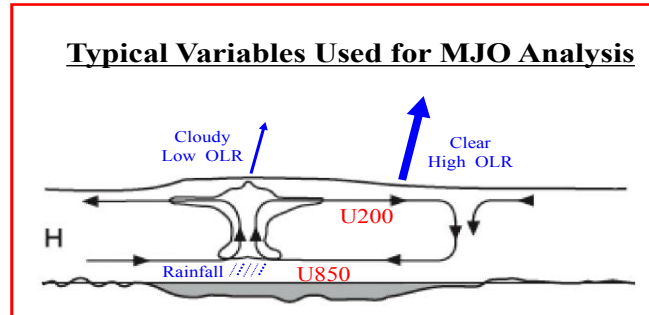 Typical Variables Used for MJO Analysis
Cloudy
Low OLR
Clear
High OLR
U200
H
Rainfall
U850